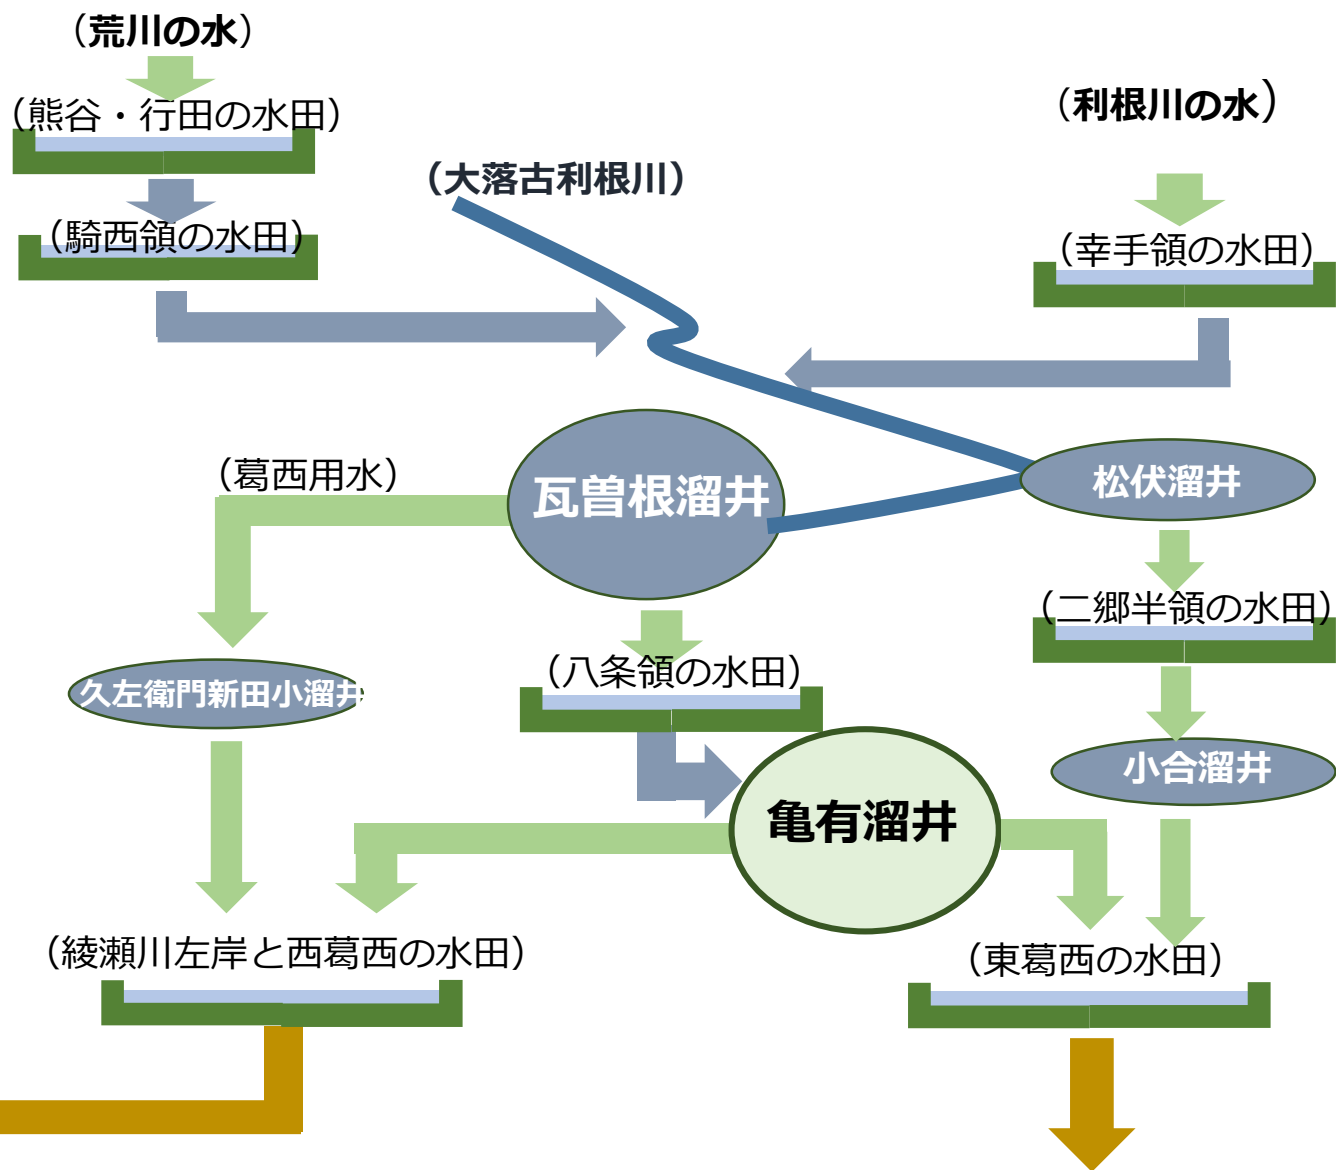 （荒川の水）
（熊谷・行田の水田）
（利根川の水）
（大落古利根川）
（騎西領の水田）
（幸手領の水田）
（葛西用水）
瓦曽根溜井
松伏溜井
（二郷半領の水田）
（八条領の水田）
久左衛門新田小溜井
小合溜井
亀有溜井
（綾瀬川左岸と西葛西の水田）
（東葛西の水田）